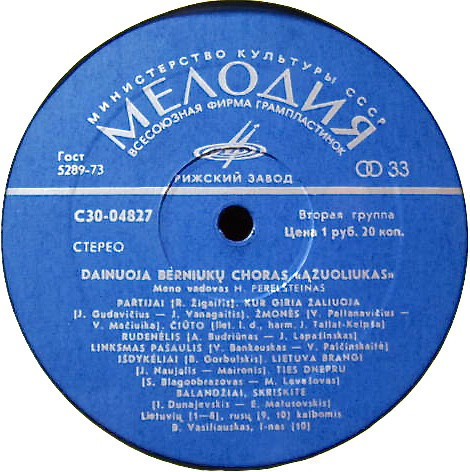 МИНИСТЕРСТВО КУЛЬТУРЫ СССР
МЕЛОДИЯ
ВСЕСОЮЗНАЯ ФИРМА ГРАМПЛАСТИНОК
Гост
5289-73
33
РИЖСКИЙ ЗАВОД
С30-04827
Вторая группа
Цена 1 руб. 20 коп.
СТЕРЕО
DAINUOJA BERNIUKŲ CHORAS «ĄŽUOLIUKAS»
Meno vadovas H. PERELŠTEINAS
PARTIJAI (R. Žigaitis), KUR GIRIA ŽALIUOJA
(J. Gudavičius — J. Vanagaitis), ŽMONĖS (V. Paltanavičius —
V. Mačiuika), ČIŪTO (liet. l. d., harm. J. Tallat-Kelpša)
RUDENĖLIS (A. Budriūnas — J. Lapašinskas)
LINKSMAS PASAULIS (V. Bankauskas — V. Palčinskaitė)
IŠDYKĖLIAI (B. Gorbulskis), LIETUVA BRANGI
(J. Naujalis — Maironis), TIES DNEPRU
(S. Blagoobrazovas — M. Levašovas)
BALANDŽIAI, SKRISKITE
(I. Dunajevskis — E. Matusovskis)
Lietuvių (1—8), rusų (9, 10) kalbomis
B. Vasiliauskas, f-nas (10)